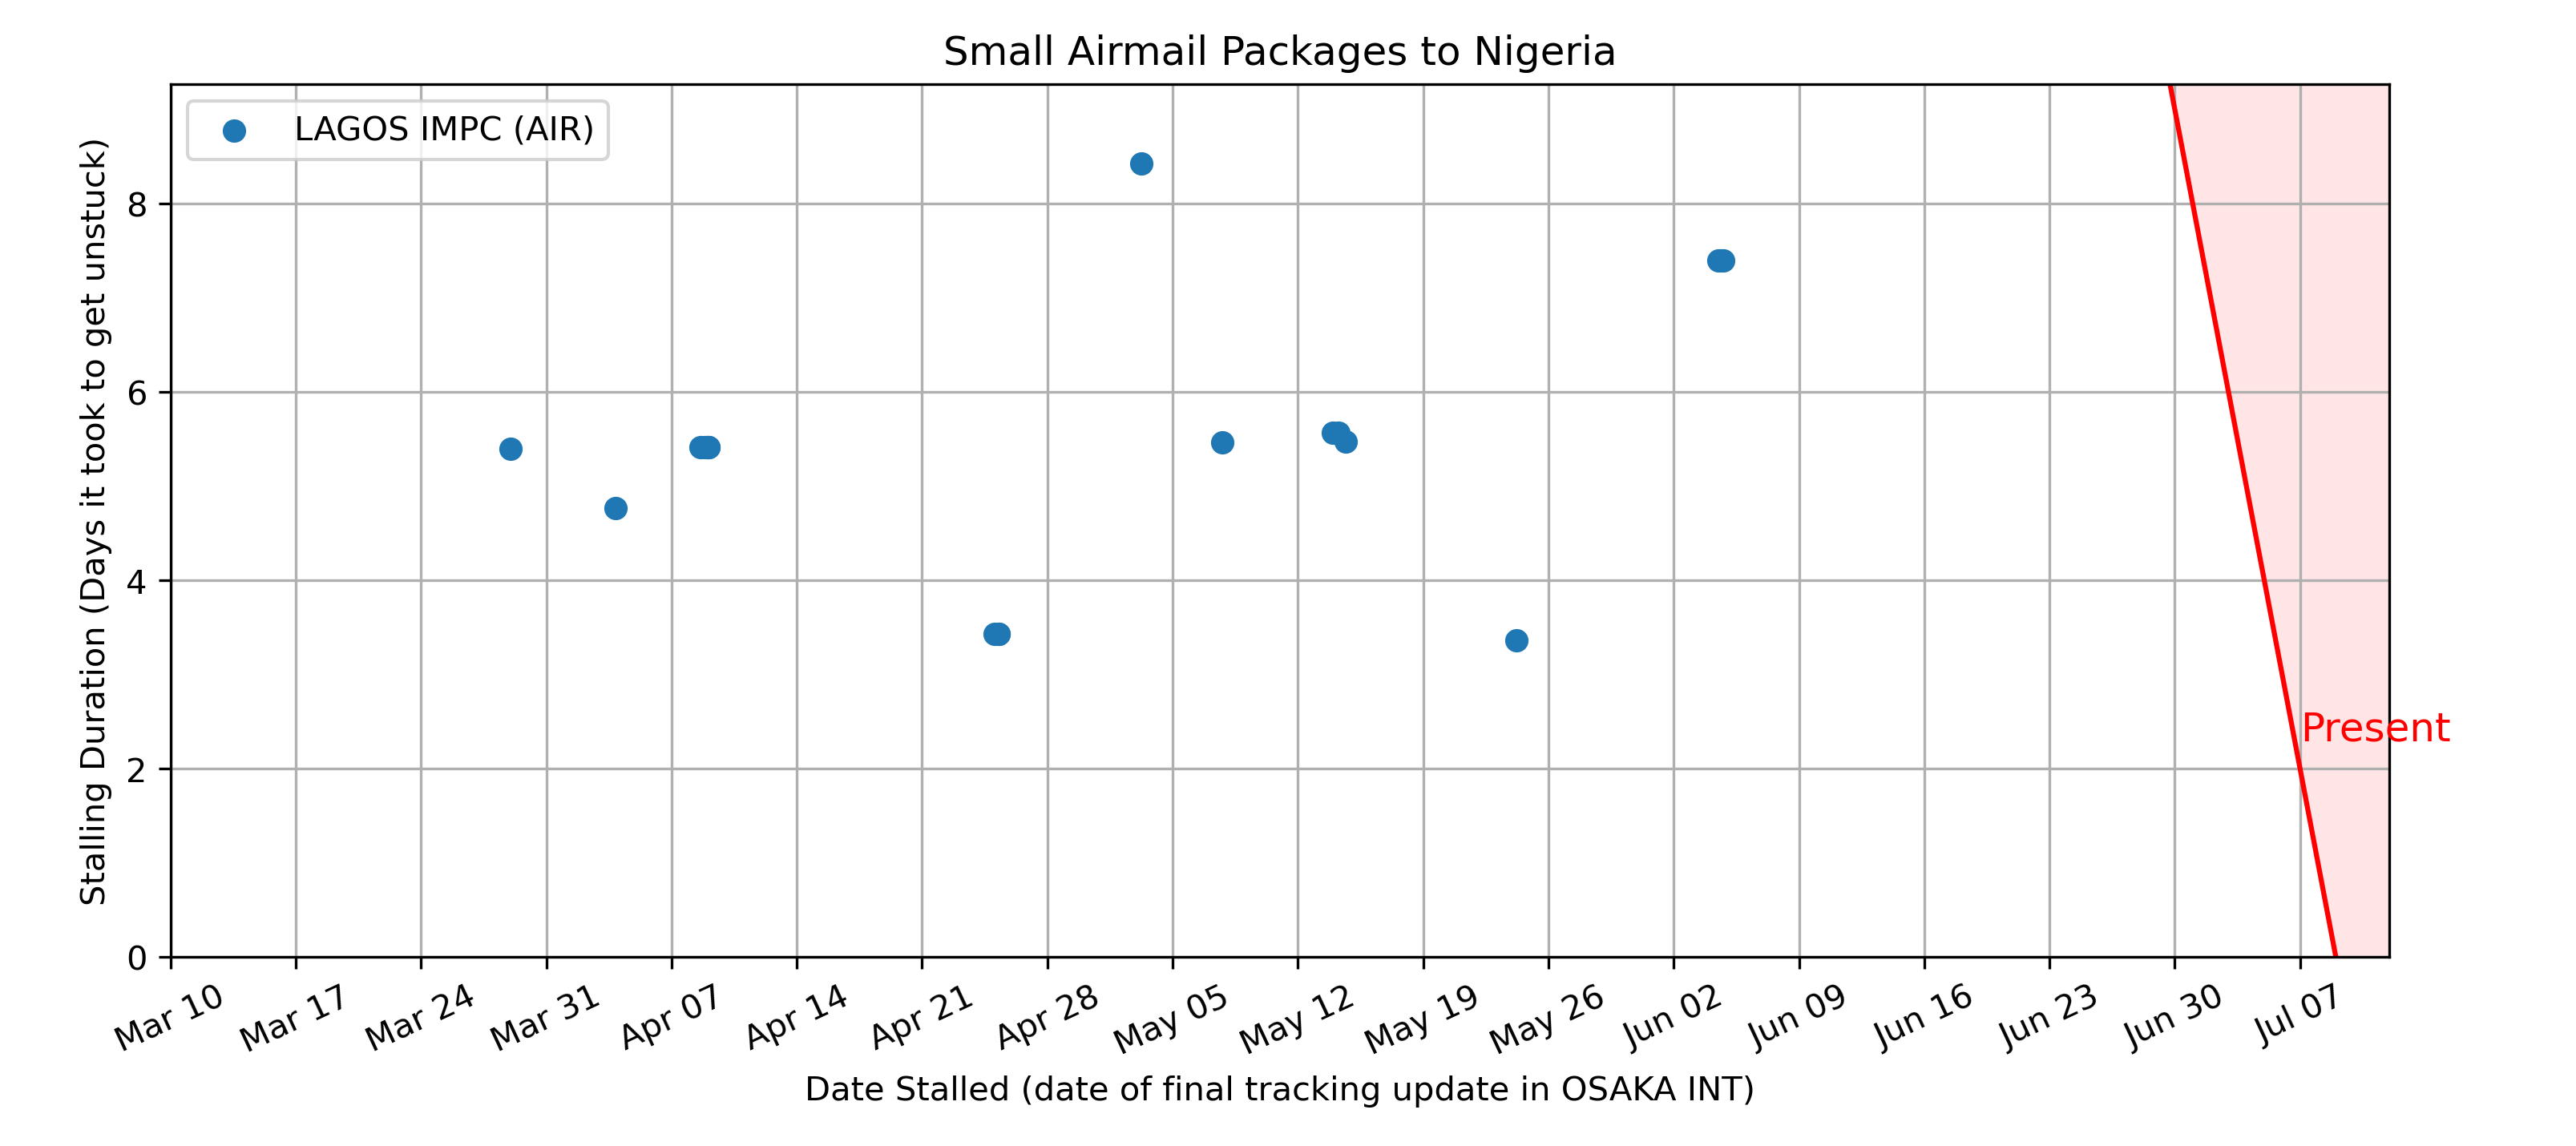 Small Airmail Packages to Nigeria
LAGOS IMPC (AIR)
Stalling Duration (Days it took to get unstuck)
8
6
4
2
0
Present
Mar 10 Mar 17 Mar 24 Mar 31 Apr 07 Apr 14 Apr 21 Apr 28 May 05 May 12 May 19 May 26 Jun 02 Jun 09 Jun 16 Jun 23 Jun 30 Jul 07
Date Stalled (date of final tracking update in OSAKA INT)